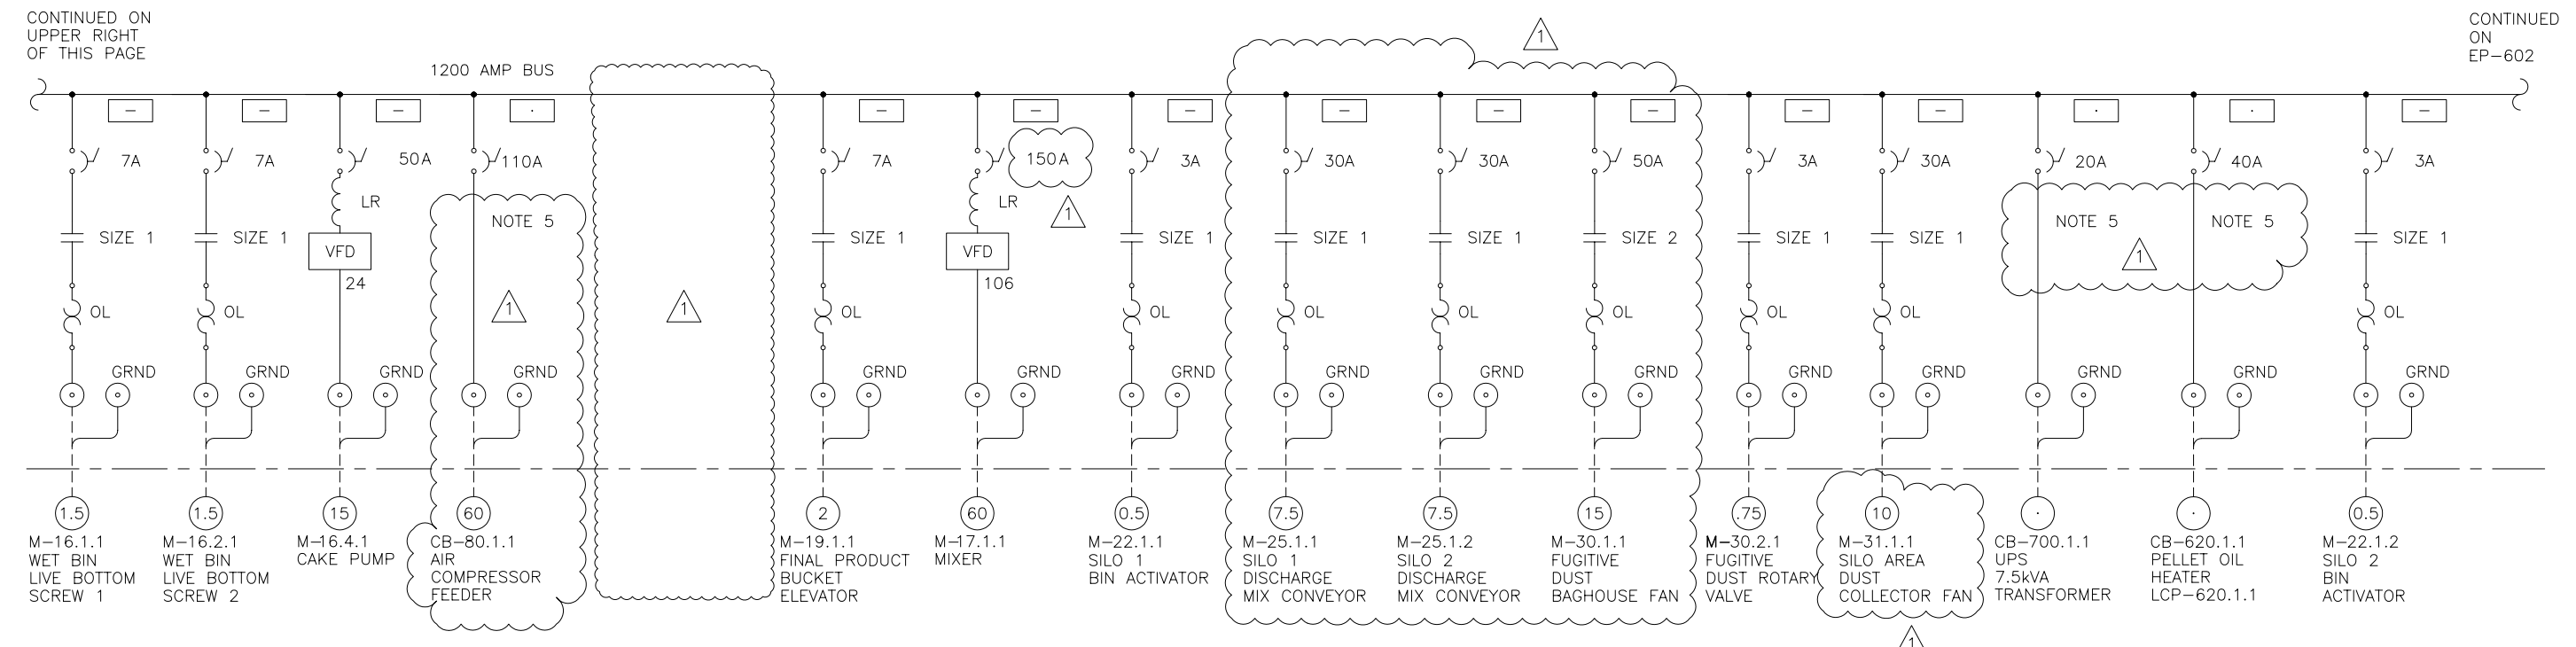 CONTINUED ON
UPPER RIGHT
OF THIS PAGE
CONTINUED
ON
EP-602
1200 AMP BUS
1
- - - · - - - - - - - - · · -
7A 7A 50A 110A 7A 150A 3A 30A 30A 50A 3A 30A 20A 40A 3A
LR LR 1
NOTE 5 NOTE 5 NOTE 5
SIZE 1 SIZE 1 SIZE 1 SIZE 1 SIZE 1 SIZE 1 SIZE 2 SIZE 1 SIZE 1 SIZE 1
VFD VFD 1
24 106
1 1
OL OL OL OL OL OL OL OL OL OL
GRND GRND GRND GRND GRND GRND GRND GRND GRND GRND GRND GRND GRND GRND GRND
1.5
M-16.1.1
WET BIN
LIVE BOTTOM
SCREW 1
1.5
M-16.2.1
WET BIN
LIVE BOTTOM
SCREW 2
15
M-16.4.1
CAKE PUMP
60
CB-80.1.1
AIR
COMPRESSOR
FEEDER
2
M-19.1.1
FINAL PRODUCT
BUCKET
ELEVATOR
60
M-17.1.1
MIXER
0.5
M-22.1.1
SILO 1
BIN ACTIVATOR
7.5
M-25.1.1
SILO 1
DISCHARGE
MIX CONVEYOR
7.5
M-25.1.2
SILO 2
DISCHARGE
MIX CONVEYOR
15
M-30.1.1
FUGITIVE
DUST
BAGHOUSE FAN
.75
M-30.2.1
FUGITIVE
DUST ROTARY
VALVE
10
M-31.1.1
SILO AREA
DUST
COLLECTOR FAN
1
·
CB-700.1.1
UPS
7.5kVA
TRANSFORMER
·
CB-620.1.1
PELLET OIL
HEATER
LCP-620.1.1
0.5
M-22.1.2
SILO 2
BIN
ACTIVATOR